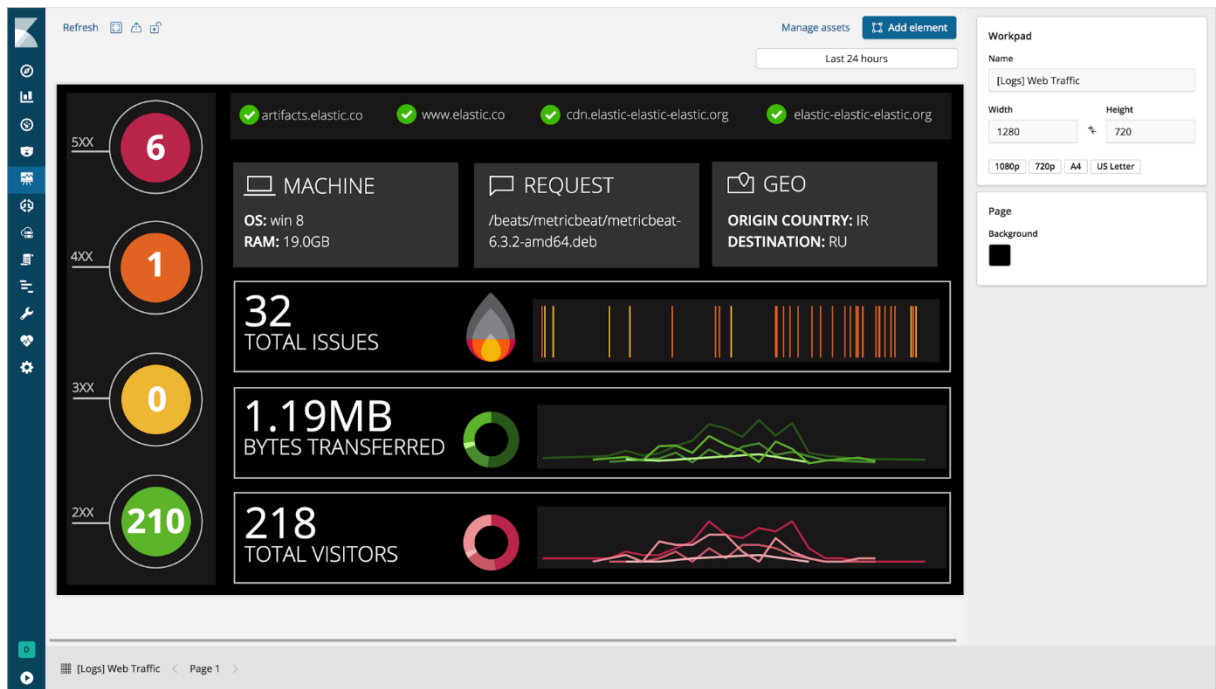 Refresh
Manage assets
Add element
Last 24 hours
5XX
6
4XX
1
3XX
0
2XX
210
artifacts.elastic.co
www.elastic.co
cdn.elastic-elastic-elastic.org
elastic-elastic-elastic.org
MACHINE
OS: win 8
RAM: 19.0GB
REQUEST
/beats/metricbeat/metricbeat-
6.3.2-amd64.deb
GEO
ORIGIN COUNTRY: IR
DESTINATION: RU
32
TOTAL ISSUES
1.19MB
BYTES TRANSFERRED
218
TOTAL VISITORS
Workpad
Name
[Logs] Web Traffic
Width
Height
1280
720
1080p
720p
A4
US Letter
Page
Background
D
[Logs] Web Traffic
Page 1